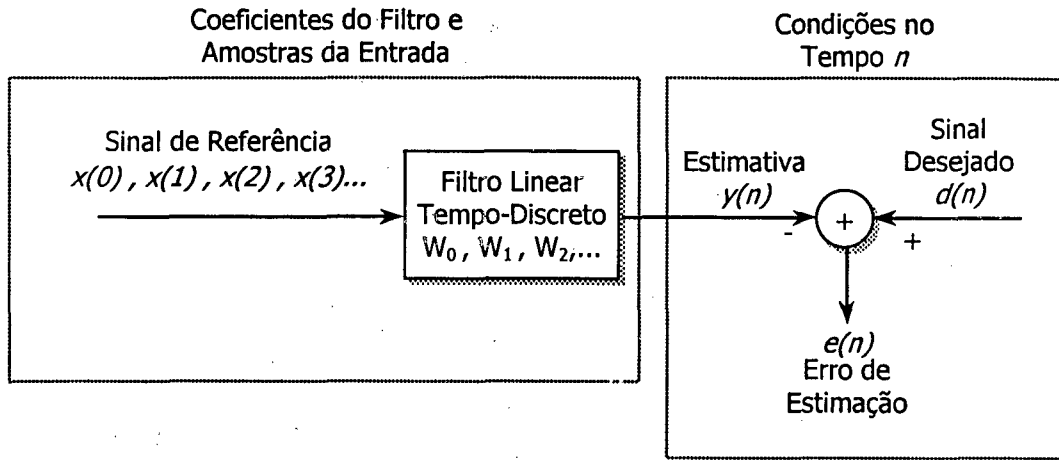 Coeficientes do Filtro e
Amostras da Entrada
Condições no
Tempo n
Sinal de Referência
x(0) , x(1) , x(2) , x(3)...
Filtro Linear
Tempo-Discreto
W₀ , W₁ , W₂,...
Estimativa
y(n)
-
+
Sinal
Desejado
d(n)
+
e(n)
Erro de
Estimação